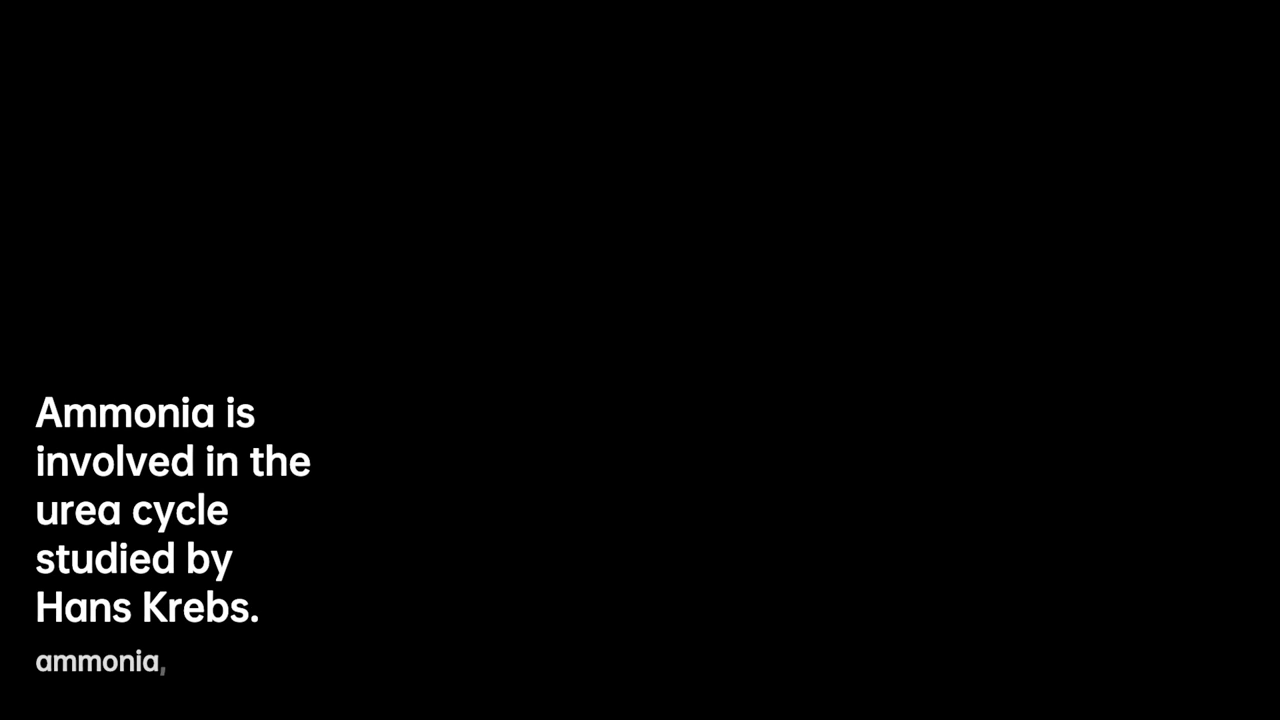 Ammonia is
involved in the
urea cycle
studied by
Hans Krebs.
ammonia,